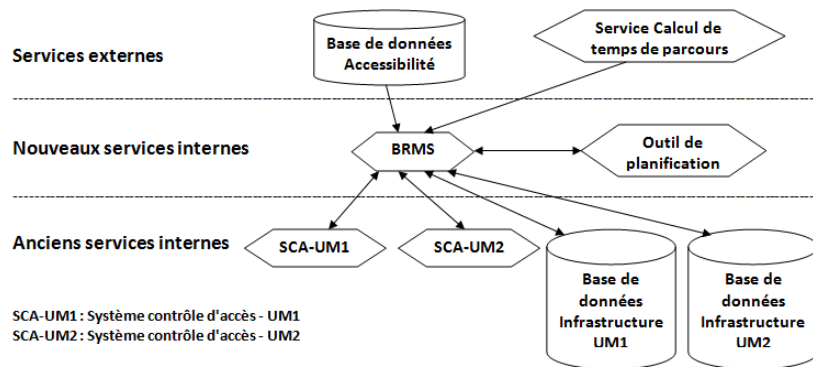 Services externes
Base de données
Accessibilité
Service Calcul de
temps de parcours
Nouveaux services internes
BRMS
Outil de
planification
Anciens services internes
SCA-UM1
SCA-UM2
Base de
données
Infrastructure
UM1
Base de
données
Infrastructure
UM2
SCA-UM1 : Système contrôle d'accès - UM1
SCA-UM2 : Système contrôle d'accès - UM2